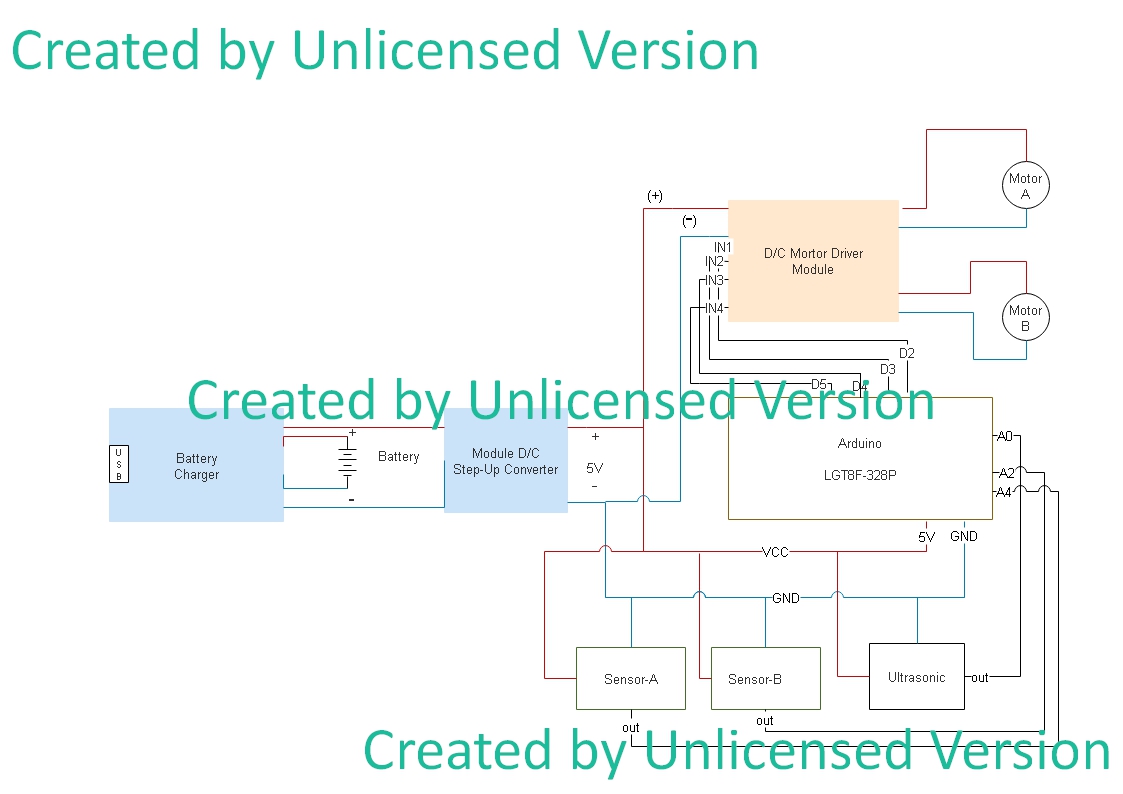 Created by Unlicensed Version
Motor
A
(+)
(-)
IN1
IN2
IN3
IN4
D/C Mortor Driver
Module
Motor
B
D2
D3
D4
D5
Created by Unlicensed Version
U
S
B
Battery
Charger
+
Battery
-
Module D/C
Step-Up Converter
+
5V
-
Arduino
LGT8F-328P
A0
A2
A4
5V
GND
VCC
GND
Sensor-A
Sensor-B
Ultrasonic
out
out
out
Created by Unlicensed Version